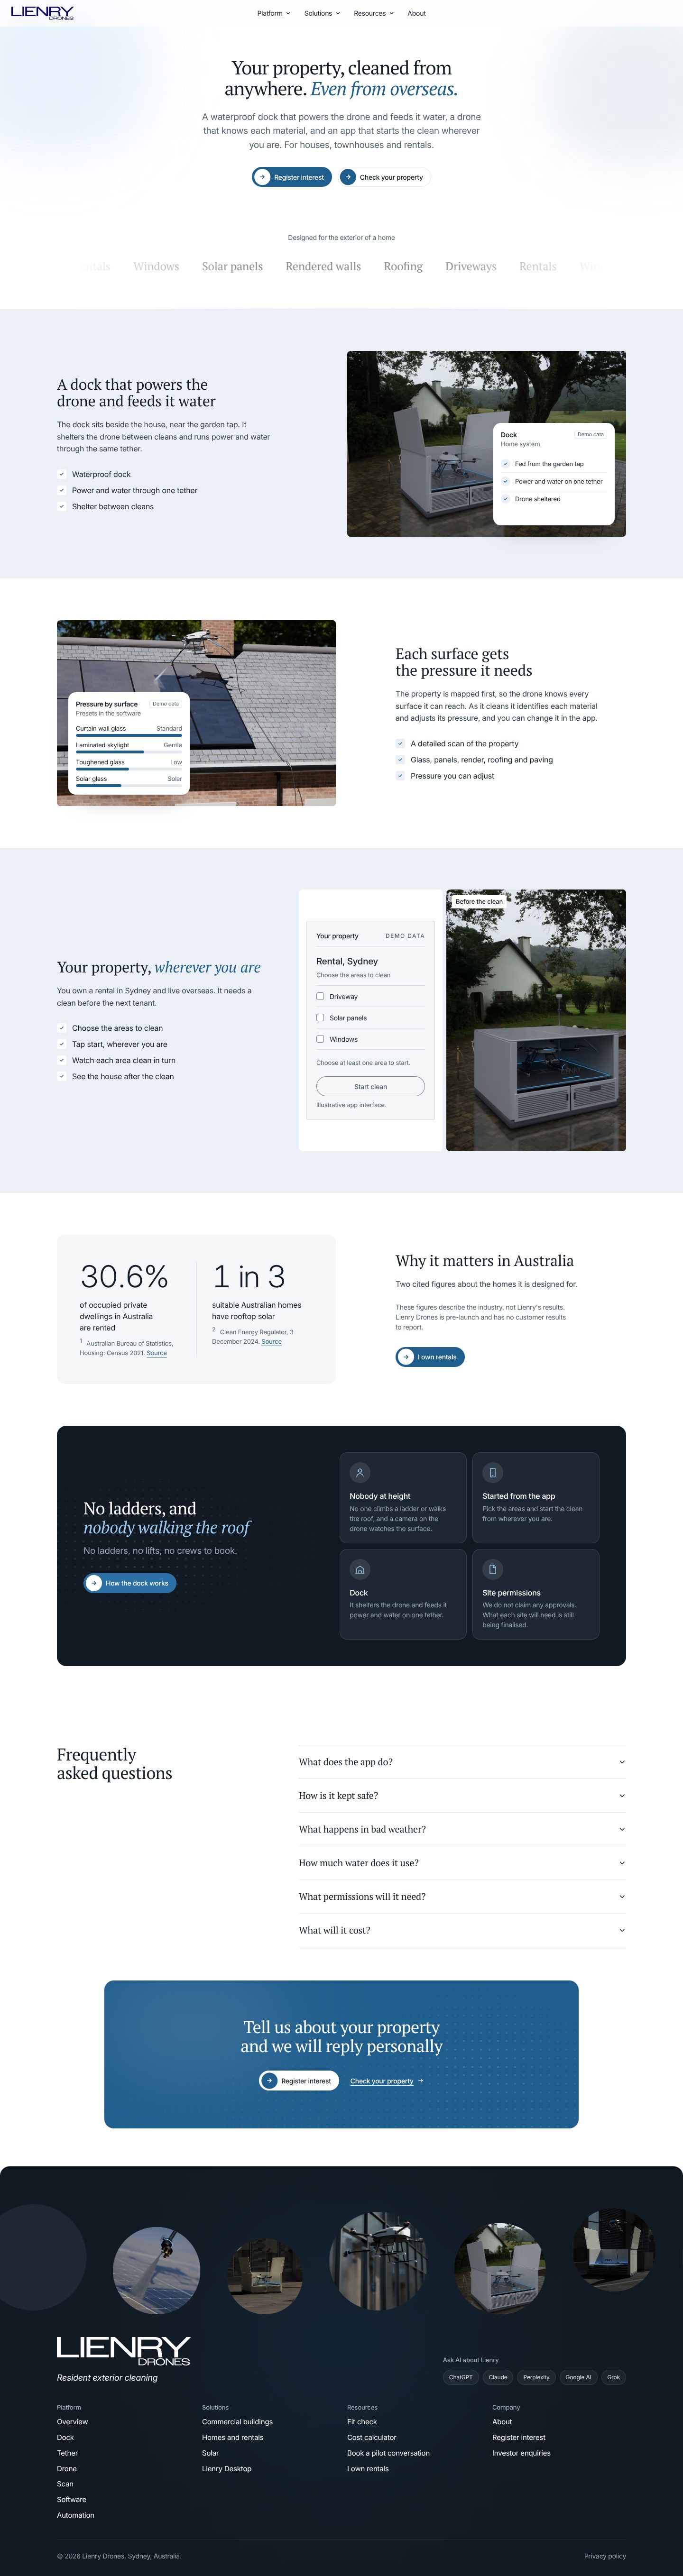 LIENRY
DRONES
Platform
Solutions
Resources
About
Your property, cleaned from
anywhere. Even from overseas.
A waterproof dock that powers the drone and feeds it water, a drone
that knows each material, and an app that starts the clean wherever
you are. For houses, townhouses and rentals.
Register interest
Check your property
Designed for the exterior of a home
Windows
Solar panels
Rendered walls
Roofing
Driveways
Rentals
A dock that powers the
drone and feeds it water
The dock sits beside the house, near the garden tap. It
shelters the drone between cleans and runs power and water
through the same tether.
Waterproof dock
Power and water through one tether
Shelter between cleans
Dock
Demo data
Home system
Fed from the garden tap
Power and water on one tether
Drone sheltered
Pressure by surface
Demo data
Presets in the software
Curtain wall glass
Standard
Laminated skylight
Gentle
Toughened glass
Low
Solar glass
Solar
Each surface gets
the pressure it needs
The property is mapped first, so the drone knows every
surface it can reach. As it cleans it identifies each material
and adjusts its pressure, and you can change it in the app.
A detailed scan of the property
Glass, panels, render, roofing and paving
Pressure you can adjust
Your property, wherever you are
You own a rental in Sydney and live overseas. It needs a
clean before the next tenant.
Choose the areas to clean
Tap start, wherever you are
Watch each area clean in turn
See the house after the clean
Your property
DEMO DATA
Rental, Sydney
Choose the areas to clean
Driveway
Solar panels
Windows
Choose at least one area to start.
Start clean
Illustrative app interface.
Before the clean
30.6%
of occupied private
dwellings in Australia
are rented
1 Australian Bureau of Statistics,
Housing: Census 2021. Source
1 in 3
suitable Australian homes
have rooftop solar
2 Clean Energy Regulator, 3
December 2024. Source
Why it matters in Australia
Two cited figures about the homes it is designed for.
These figures describe the industry, not Lienry's results.
Lienry Drones is pre-launch and has no customer results
to report.
I own rentals
No ladders, and
nobody walking the roof
No ladders, no lifts, no crews to book.
How the dock works
Nobody at height
No one climbs a ladder or walks
the roof, and a camera on the
drone watches the surface.
Started from the app
Pick the areas and start the clean
from wherever you are.
Dock
It shelters the drone and feeds it
power and water on one tether.
Site permissions
We do not claim any approvals.
What each site will need is still
being finalised.
Frequently
asked questions
What does the app do?
How is it kept safe?
What happens in bad weather?
How much water does it use?
What permissions will it need?
What will it cost?
Tell us about your property
and we will reply personally
Register interest
Check your property
LIENRY
DRONES
Resident exterior cleaning
Ask AI about Lienry
ChatGPT
Claude
Perplexity
Google AI
Grok
Platform
Overview
Dock
Tether
Drone
Scan
Software
Automation
Solutions
Commercial buildings
Homes and rentals
Solar
Lienry Desktop
Resources
Fit check
Cost calculator
Book a pilot conversation
I own rentals
Company
About
Register interest
Investor enquiries
© 2026 Lienry Drones. Sydney, Australia.
Privacy policy